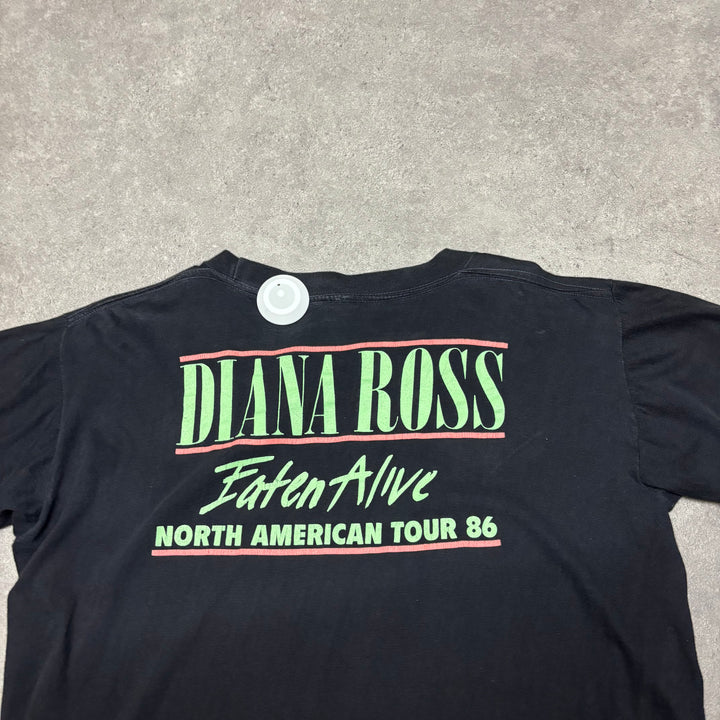 DIANA ROSS
Eaten Alive
NORTH AMERICAN TOUR 86